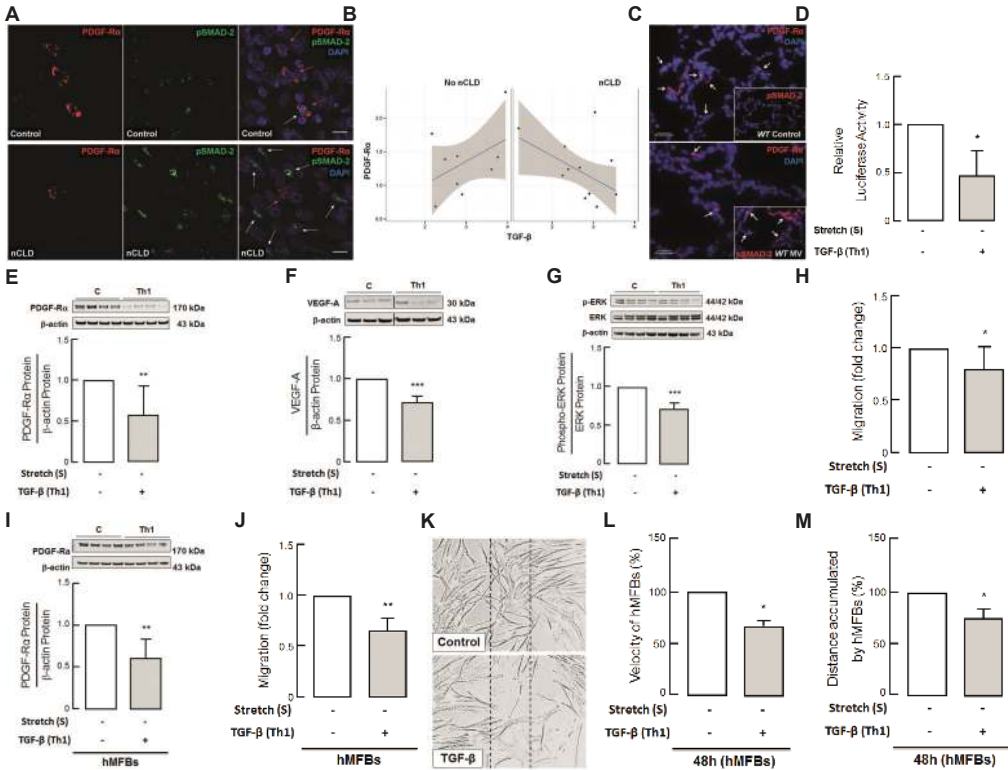 A
PDGF-Rα
pSMAD-2
PDGF-Rα
pSMAD-2
DAPI
Control
Control
Control
PDGF-Rα
pSMAD-2
PDGF-Rα
pSMAD-2
DAPI
nCLD
nCLD
nCLD
B
No nCLD
nCLD
PDGF-Rα
TGF-β
C
PDGF-Rα
DAPI
pSMAD-2
WT Control
PDGF-Rα
DAPI
pSMAD-2 WT MV
D
1.5
1.0
0.5
0
Relative
Luciferase Activity
*
Stretch (S) - -
TGF-β (Th1) - +
E
C Th1
PDGF-Rα 170 kDa
β-actin 43 kDa
1.5
1.0
0.5
0
PDGF-Rα Protein
β-actin Protein
**
Stretch (S) - -
TGF-β (Th1) - +
F
C Th1
VEGF-A 30 kDa
β-actin 43 kDa
1.5
1.0
0.5
0
VEGF-A
β-actin Protein
***
Stretch (S) - -
TGF-β (Th1) - +
G
C Th1
p-ERK 44/42 kDa
ERK 44/42 kDa
β-actin 43 kDa
1.5
1.0
0.5
0
Phospho-ERK Protein
ERK Protein
***
Stretch (S) - -
TGF-β (Th1) - +
H
1.5
1.0
0.5
0
Migration (fold change)
*
Stretch (S) - -
TGF-β (Th1) - +
I
C Th1
PDGF-Rα 170 kDa
β-actin 43 kDa
1.5
1.0
0.5
0
PDGF-Rα Protein
β-actin Protein
**
Stretch (S) - -
TGF-β (Th1) - +
hMFBs
J
1.5
1.0
0.5
0
Migration (fold change)
**
Stretch (S) - -
TGF-β (Th1) - +
hMFBs
K
Control
TGF-β
L
150
100
50
0
Velocity of hMFBs (%)
*
Stretch (S) - -
TGF-β (Th1) - +
48h (hMFBs)
M
150
100
50
0
Distance accumulated
by hMFBs (%)
*
Stretch (S) - -
TGF-β (Th1) - +
48h (hMFBs)